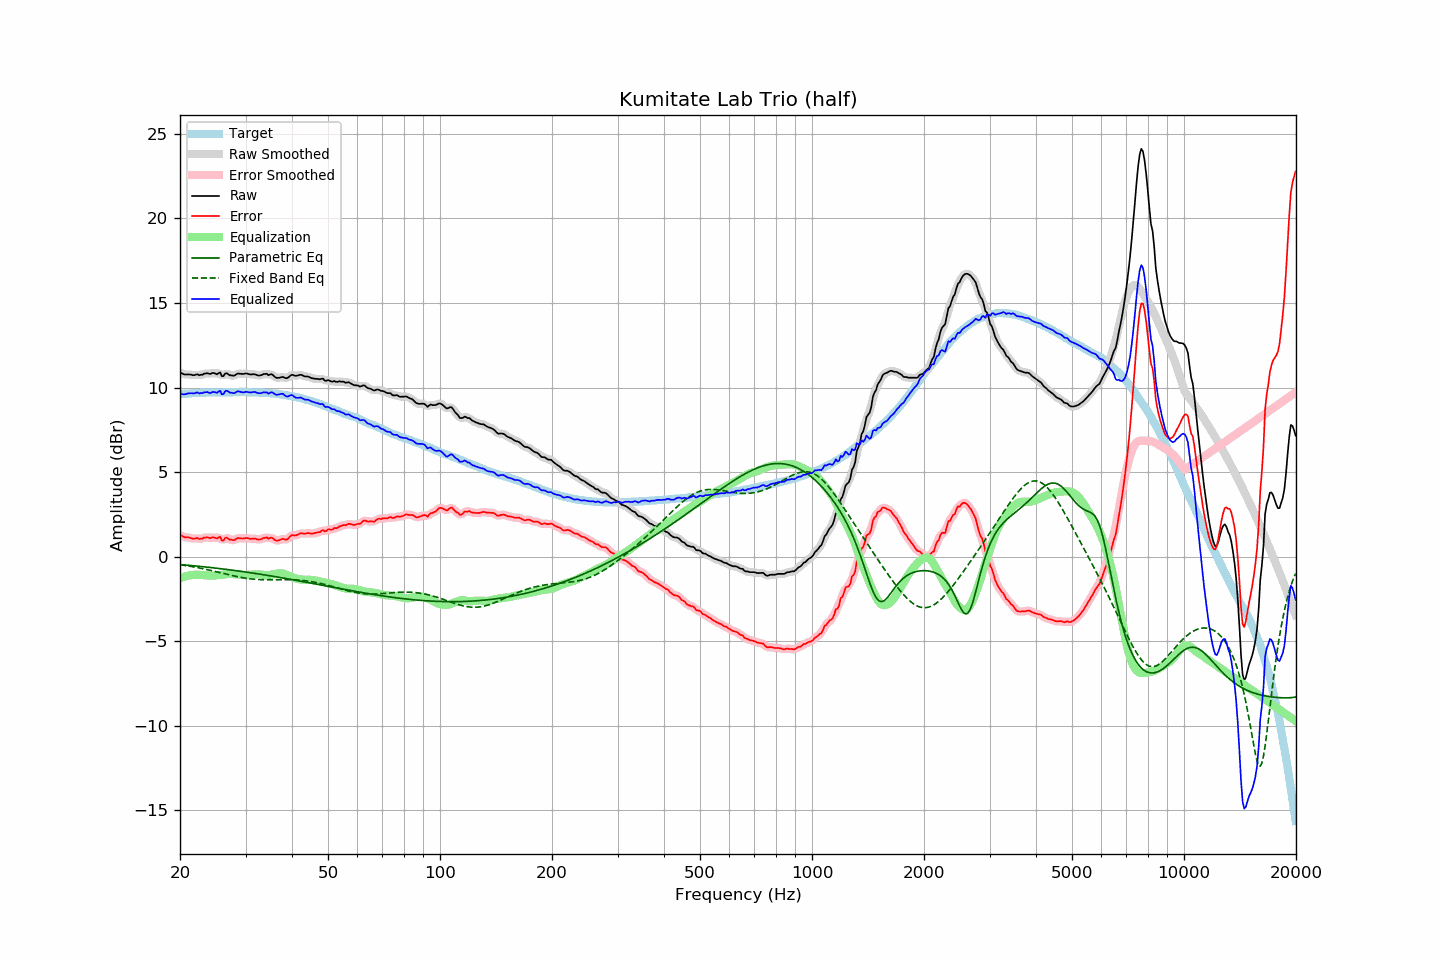 Kumitate Lab Trio (half)
Target
Raw Smoothed
Error Smoothed
Raw
Error
Equalization
Parametric Eq
Fixed Band Eq
Equalized
25
20
15
10
5
0
−5
−10
−15
Amplitude (dBr)
20 50 100 200 500 1000 2000 5000 10000 20000
Frequency (Hz)